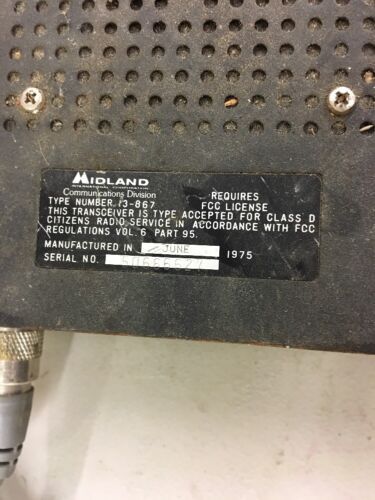 MIDLAND
INTERNATIONAL CORPORATION
Communications Division
REQUIRES
TYPE NUMBER 13-867 FCC LICENSE
THIS TRANSCEIVER IS TYPE ACCEPTED FOR CLASS D
CITIZENS RADIO SERVICE IN ACCORDANCE WITH FCC
REGULATIONS VOL. 6 PART 95.
MANUFACTURED IN JUNE 1975
SERIAL NO.